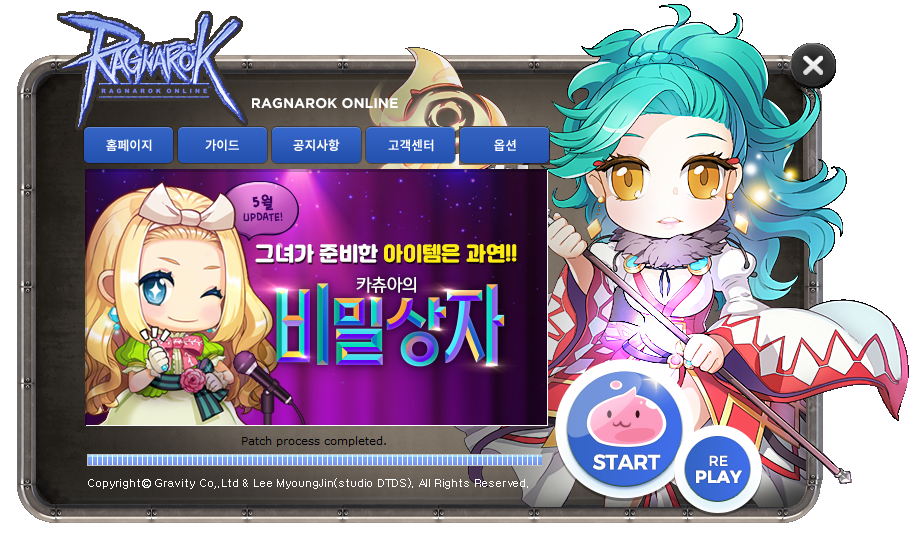 RAGNAROK
RAGNAROK ONLINE
RAGNAROK ONLINE
홈페이지
가이드
공지사항
고객센터
옵션
5월
UPDATE!
그녀가 준비한 아이템은 과연!!
카츄아의
비밀상자
Patch process completed.
Copyright© Gravity Co,.Ltd & Lee MyoungJin(studio DTDS), All Rights Reserved,
START
RE
PLAY